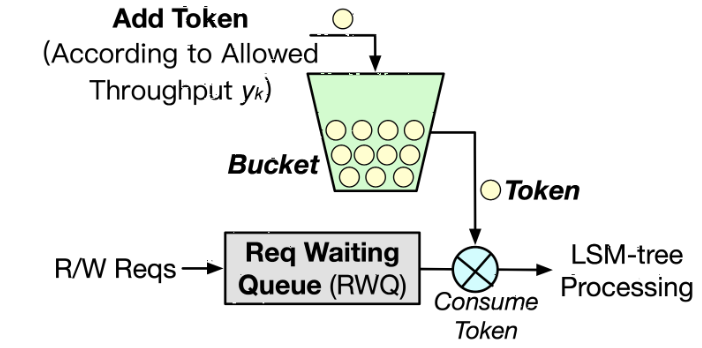 Add Token
(According to Allowed
Throughput yk)
Bucket
Token
R/W Reqs
Req Waiting
Queue (RWQ)
Consume
Token
LSM-tree
Processing